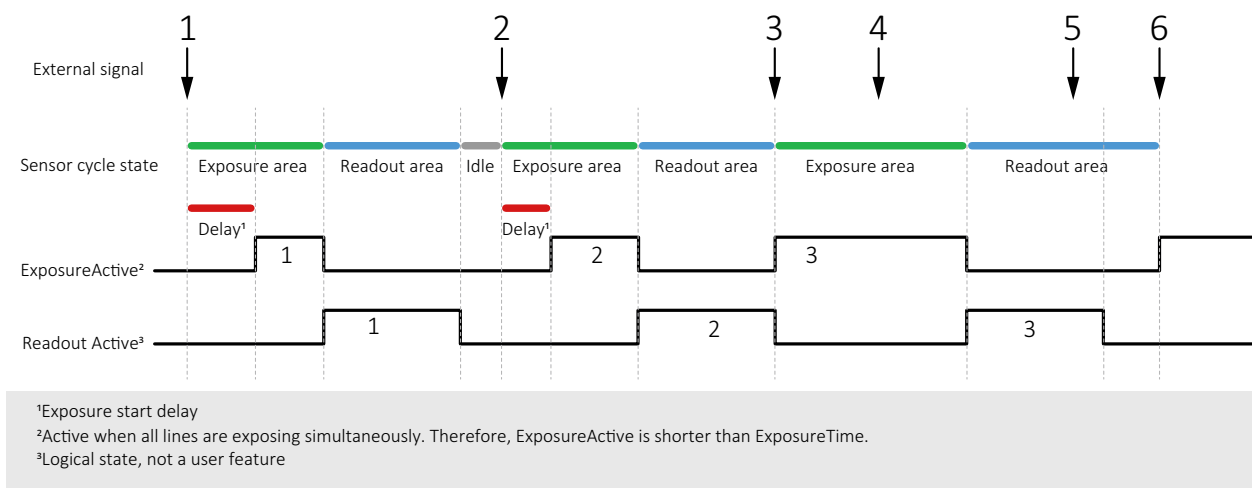 1 2 3 4 5 6
External signal
Sensor cycle state Exposure area Readout area Idle Exposure area Readout area Exposure area Readout area
Delay¹ Delay¹
ExposureActive² 1 2 3
Readout Active³ 1 2 3
¹Exposure start delay
²Active when all lines are exposing simultaneously. Therefore, ExposureActive is shorter than ExposureTime.
³Logical state, not a user feature